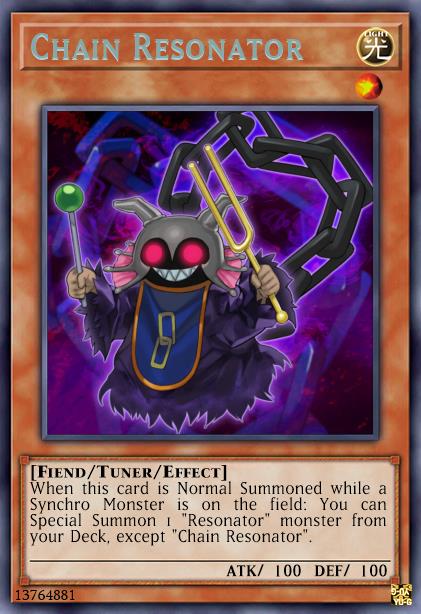 CHAIN RESONATOR
LIGHT
光
[FIEND/TUNER/EFFECT]
When this card is Normal Summoned while a
Synchro Monster is on the field: You can
Special Summon 1 "Resonator" monster from
your Deck, except "Chain Resonator".
ATK/ 100 DEF/ 100
13764881